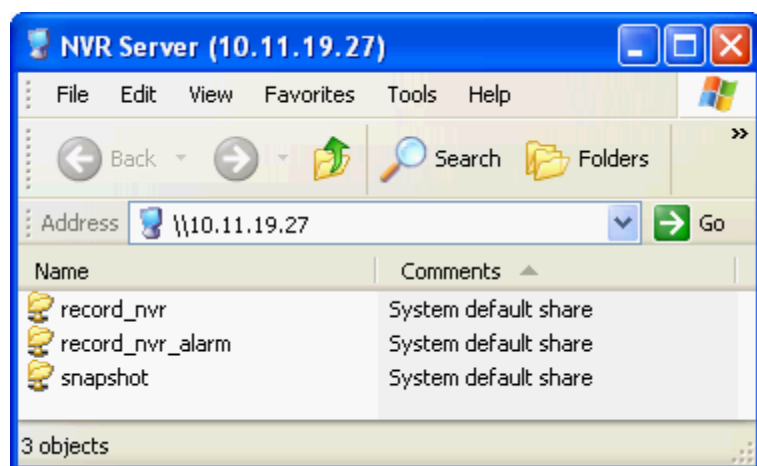 NVR Server (10.11.19.27)
File Edit View Favorites Tools Help
Back Search Folders »
Address \\10.11.19.27 Go
Name Comments
record_nvr System default share
record_nvr_alarm System default share
snapshot System default share
3 objects